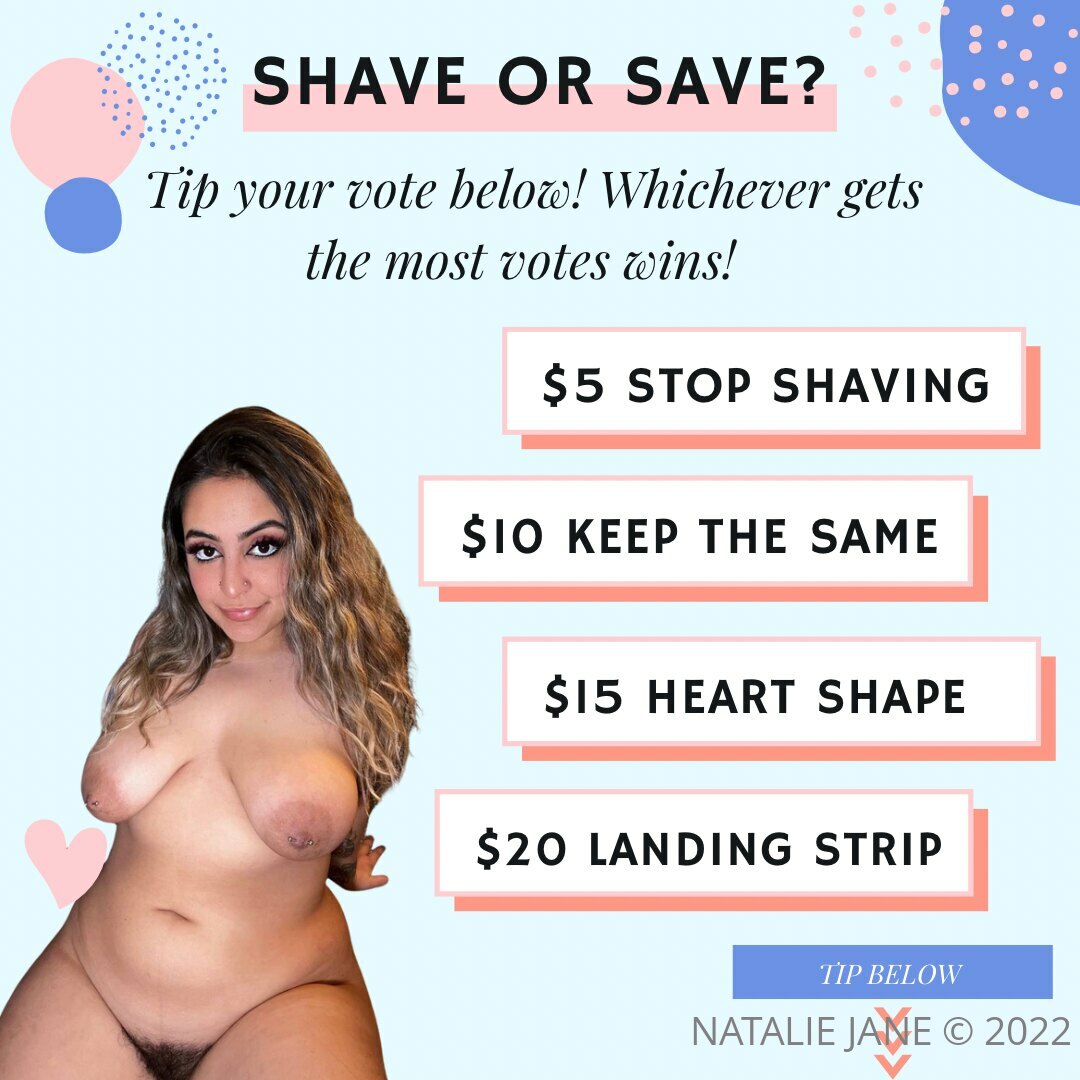 SHAVE OR SAVE?
Tip your vote below! Whichever gets
the most votes wins!
$5 STOP SHAVING
$10 KEEP THE SAME
$15 HEART SHAPE
$20 LANDING STRIP
TIP BELOW
NATALIE JANE © 2022